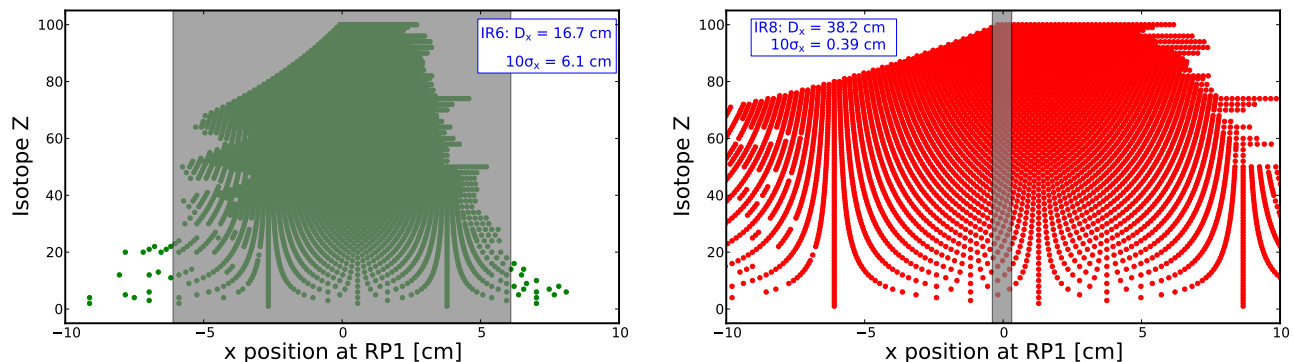 100
80
60
40
20
0
Isotope Z
IR6: Dₓ = 16.7 cm
10σₓ = 6.1 cm
−10
−5
0
5
10
x position at RP1 [cm]
100
80
60
40
20
0
Isotope Z
IR8: Dₓ = 38.2 cm
10σₓ = 0.39 cm
−10
−5
0
5
10
x position at RP1 [cm]